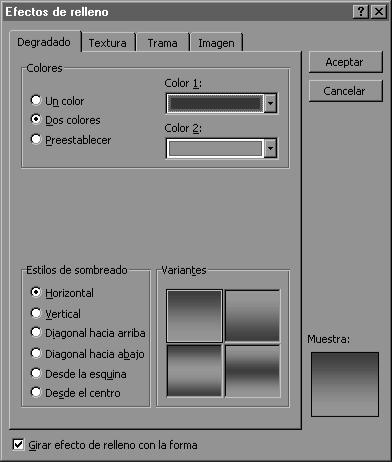 Efectos de relleno
Degradado Textura Trama Imagen
Aceptar
Cancelar
Colores
Un color
Dos colores
Preestablecer
Color 1:
Color 2:
Estilos de sombreado
Horizontal
Vertical
Diagonal hacia arriba
Diagonal hacia abajo
Desde la esquina
Desde el centro
Variantes
Muestra:
Girar efecto de relleno con la forma